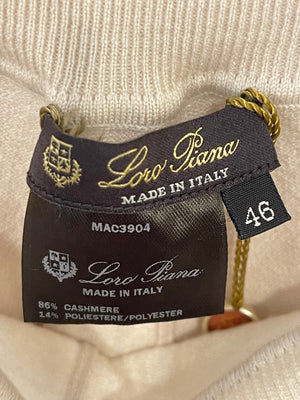 Loro Piana
MADE IN ITALY
46
MAC3904
Loro Piana
MADE IN ITALY
86% CASHMERE
14% POLIESTERE/POLYESTER